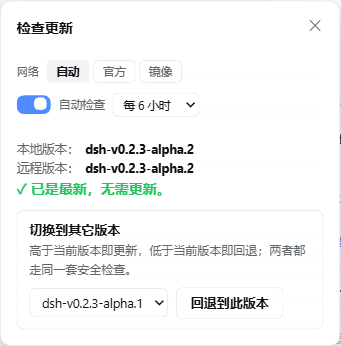 检查更新
网络 自动 官方 镜像
自动检查 每 6 小时
本地版本： dsh-v0.2.3-alpha.2
远程版本： dsh-v0.2.3-alpha.2
✓ 已是最新，无需更新。
切换到其它版本
高于当前版本即更新，低于当前版本即回退；两者都
走同一套安全检查。
dsh-v0.2.3-alpha.1 回退到此版本